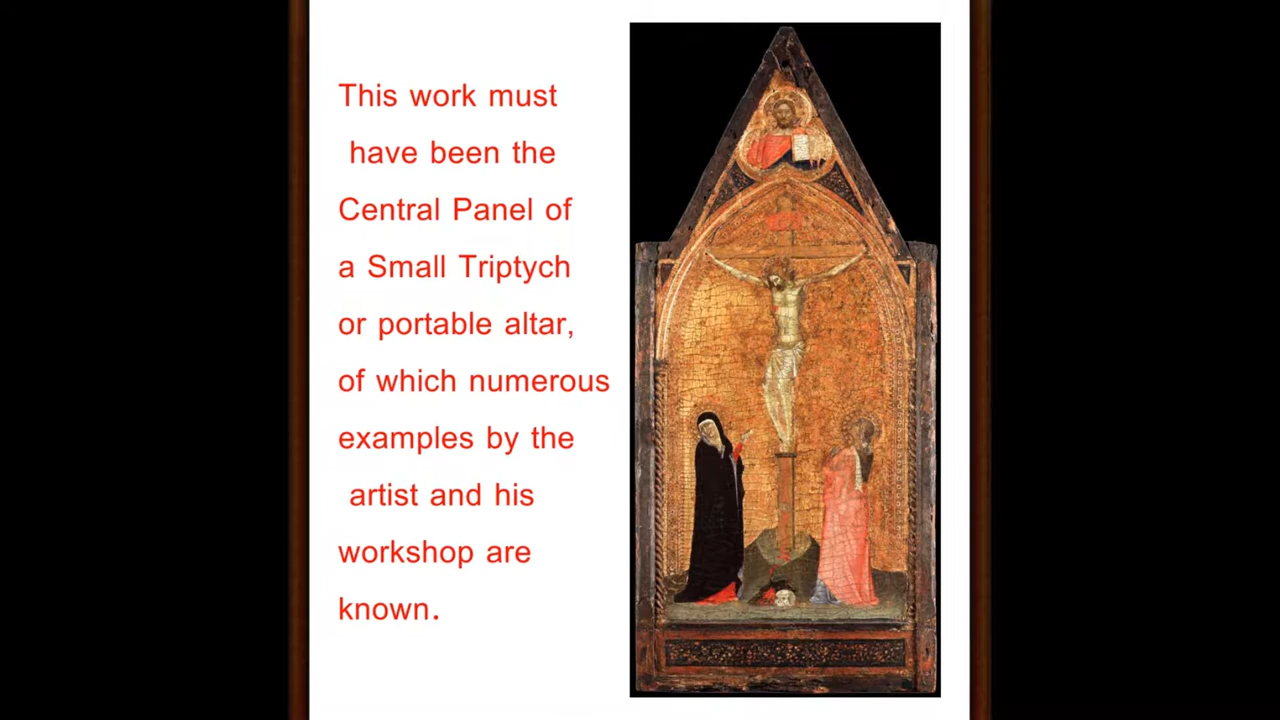 This work must
have been the
Central Panel of
a Small Triptych
or portable altar,
of which numerous
examples by the
artist and his
workshop are
known.